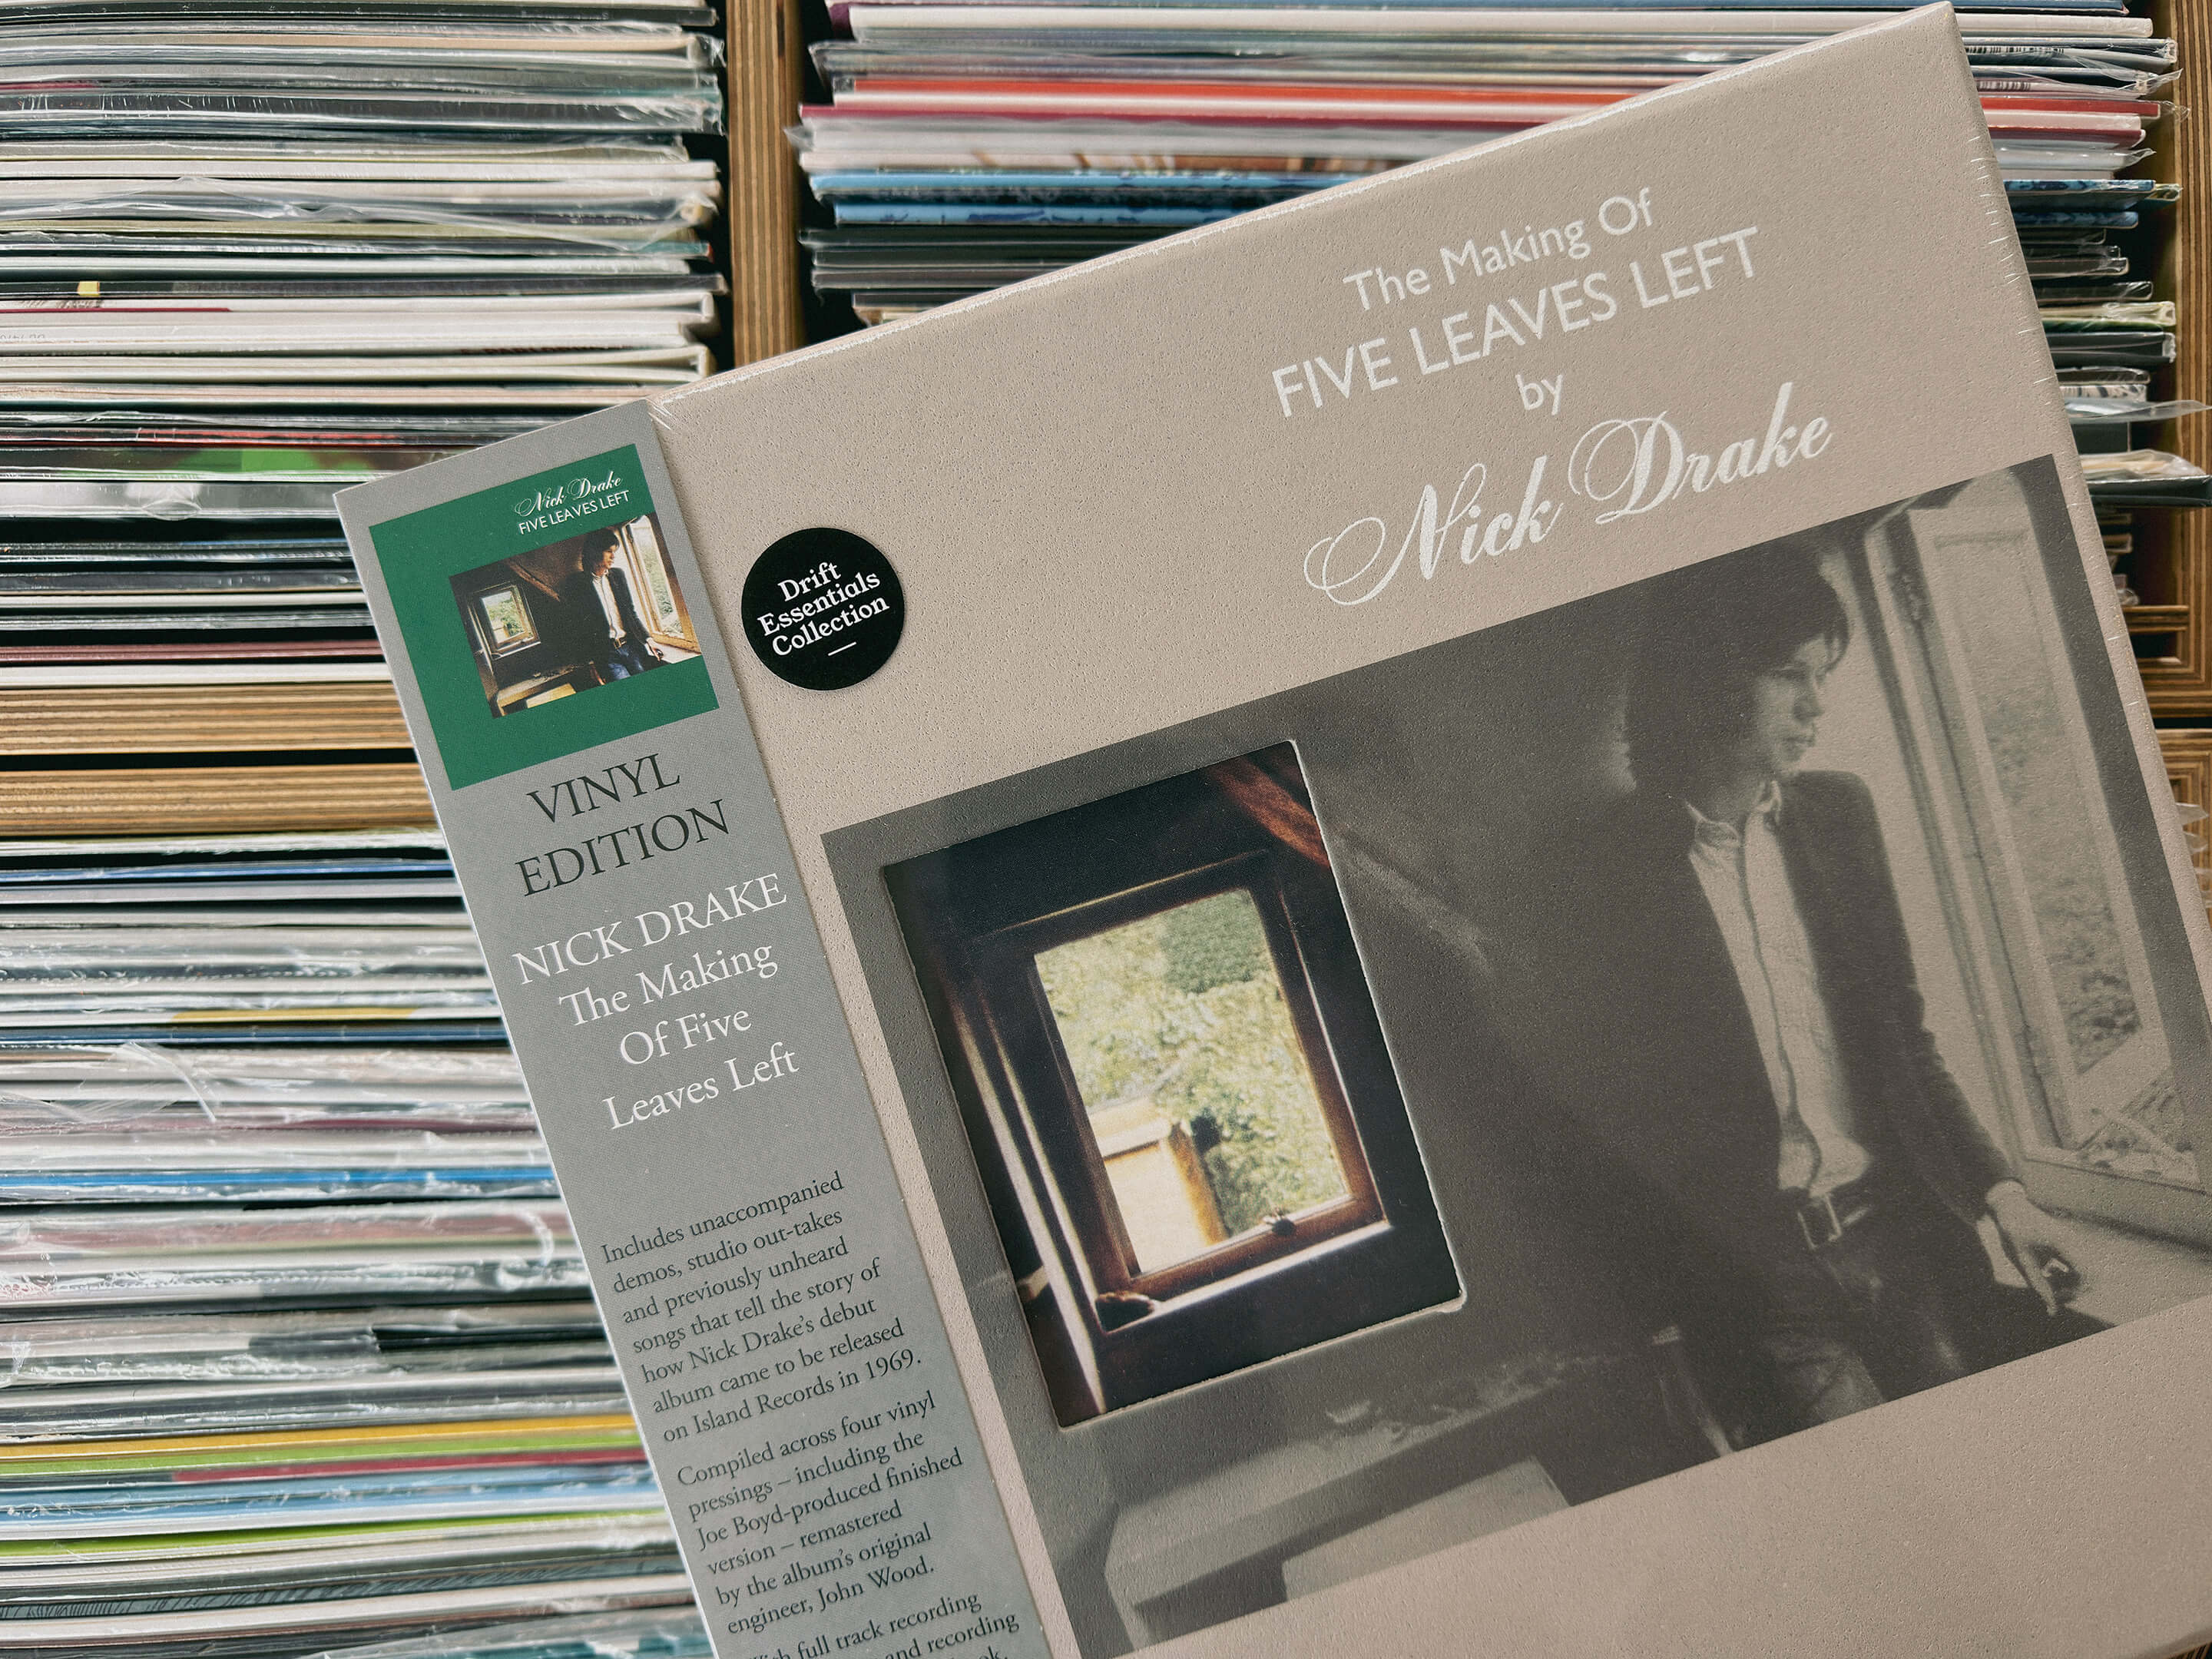 The Making Of
FIVE LEAVES LEFT
by
Nick Drake
Nick Drake
FIVE LEAVES LEFT
Drift
Essentials
Collection
VINYL
EDITION
NICK DRAKE
The Making
Of Five
Leaves Left
Includes unaccompanied
demos, studio out-takes
and previously unheard
songs that tell the story of
how Nick Drake's debut
album came to be released
on Island Records in 1969.
Compiled across four vinyl
pressings – including the
Joe Boyd-produced finished
version – remastered
by the album's original
engineer, John Wood.
full track recording
and recording